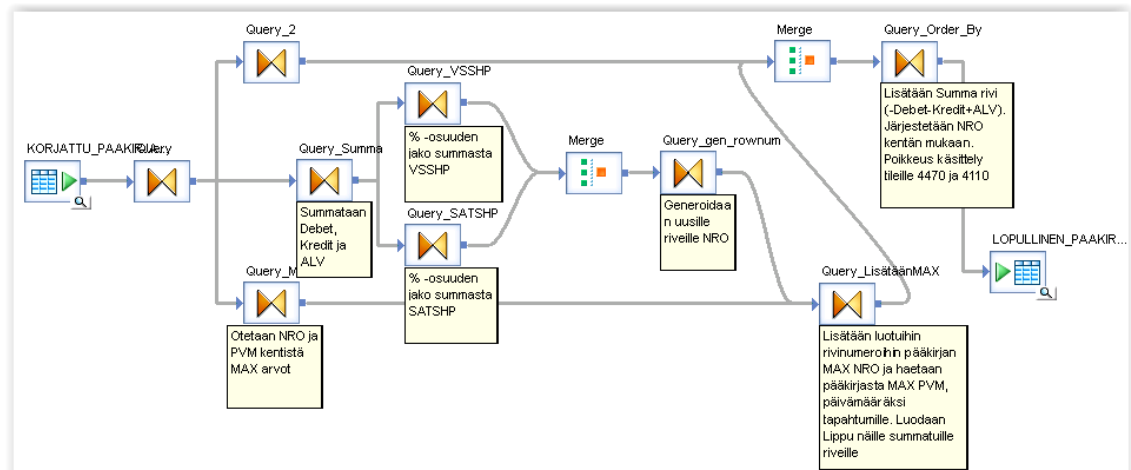 Query_2
Merge
Query_Order_By
Query_VSSHP
Lisätään Summa rivi
(-Debet-Kredit+ALV).
Järjestetään NRO
kentän mukaan.
Poikkeus käsittely
tileille 4470 ja 4110
% -osuuden
jako summasta
VSSHP
Merge
Query_gen_rownum
KORJATTU_PAAKIRJA...
Query
Query_Summa
Summataan
Debet,
Kredit ja
ALV
Generoidaa
n uusille
riveille NRO
Query_SATSHP
% -osuuden
jako summasta
SATSHP
LOPULLINEN_PAAKIR...
Query_M
Otetaan NRO ja
PVM kentistä
MAX arvot
Query_LisätäänMAX
Lisätään luotuihin
rivinumeroihin pääkirjan
MAX NRO ja haetaan
pääkirjasta MAX PVM,
päivämääräksi
tapahtumille. Luodaan
Lippu näille summatuille
riveille